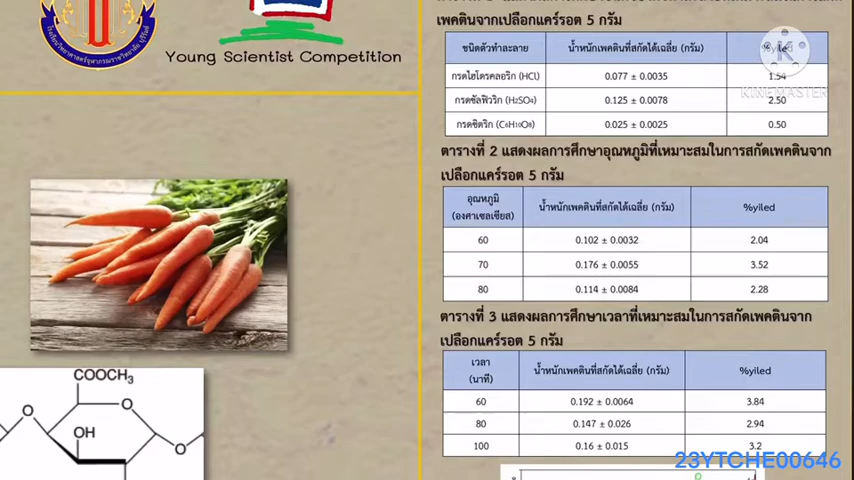 Young Scientist Competition
COOCH3
O
O
OH
O
เพคตินจากเปลือกแคร์รอต 5 กรัม
ชนิดตัวทำละลาย น้ำหนักเพคตินที่สกัดได้เฉลี่ย (กรัม)
กรดไฮโดรคลอริก (HCl) 0.077 ± 0.0035 1.54
กรดซัลฟิวริก (H2SO4) 0.125 ± 0.0078 2.50
กรดซิตริก (C6H10O8) 0.025 ± 0.0025 0.50
ตารางที่ 2 แสดงผลการศึกษาอุณหภูมิที่เหมาะสมในการสกัดเพคตินจาก
เปลือกแคร์รอต 5 กรัม
อุณหภูมิ
(องศาเซลเซียส) น้ำหนักเพคตินที่สกัดได้เฉลี่ย (กรัม) %yiled
60 0.102 ± 0.0032 2.04
70 0.176 ± 0.0055 3.52
80 0.114 ± 0.0084 2.28
ตารางที่ 3 แสดงผลการศึกษาเวลาที่เหมาะสมในการสกัดเพคตินจาก
เปลือกแคร์รอต 5 กรัม
เวลา
(นาที) น้ำหนักเพคตินที่สกัดได้เฉลี่ย (กรัม) %yiled
60 0.192 ± 0.0064 3.84
80 0.147 ± 0.026 2.94
100 0.16 ± 0.015 3.2
K
KINEMASTER
23YTCHE00646